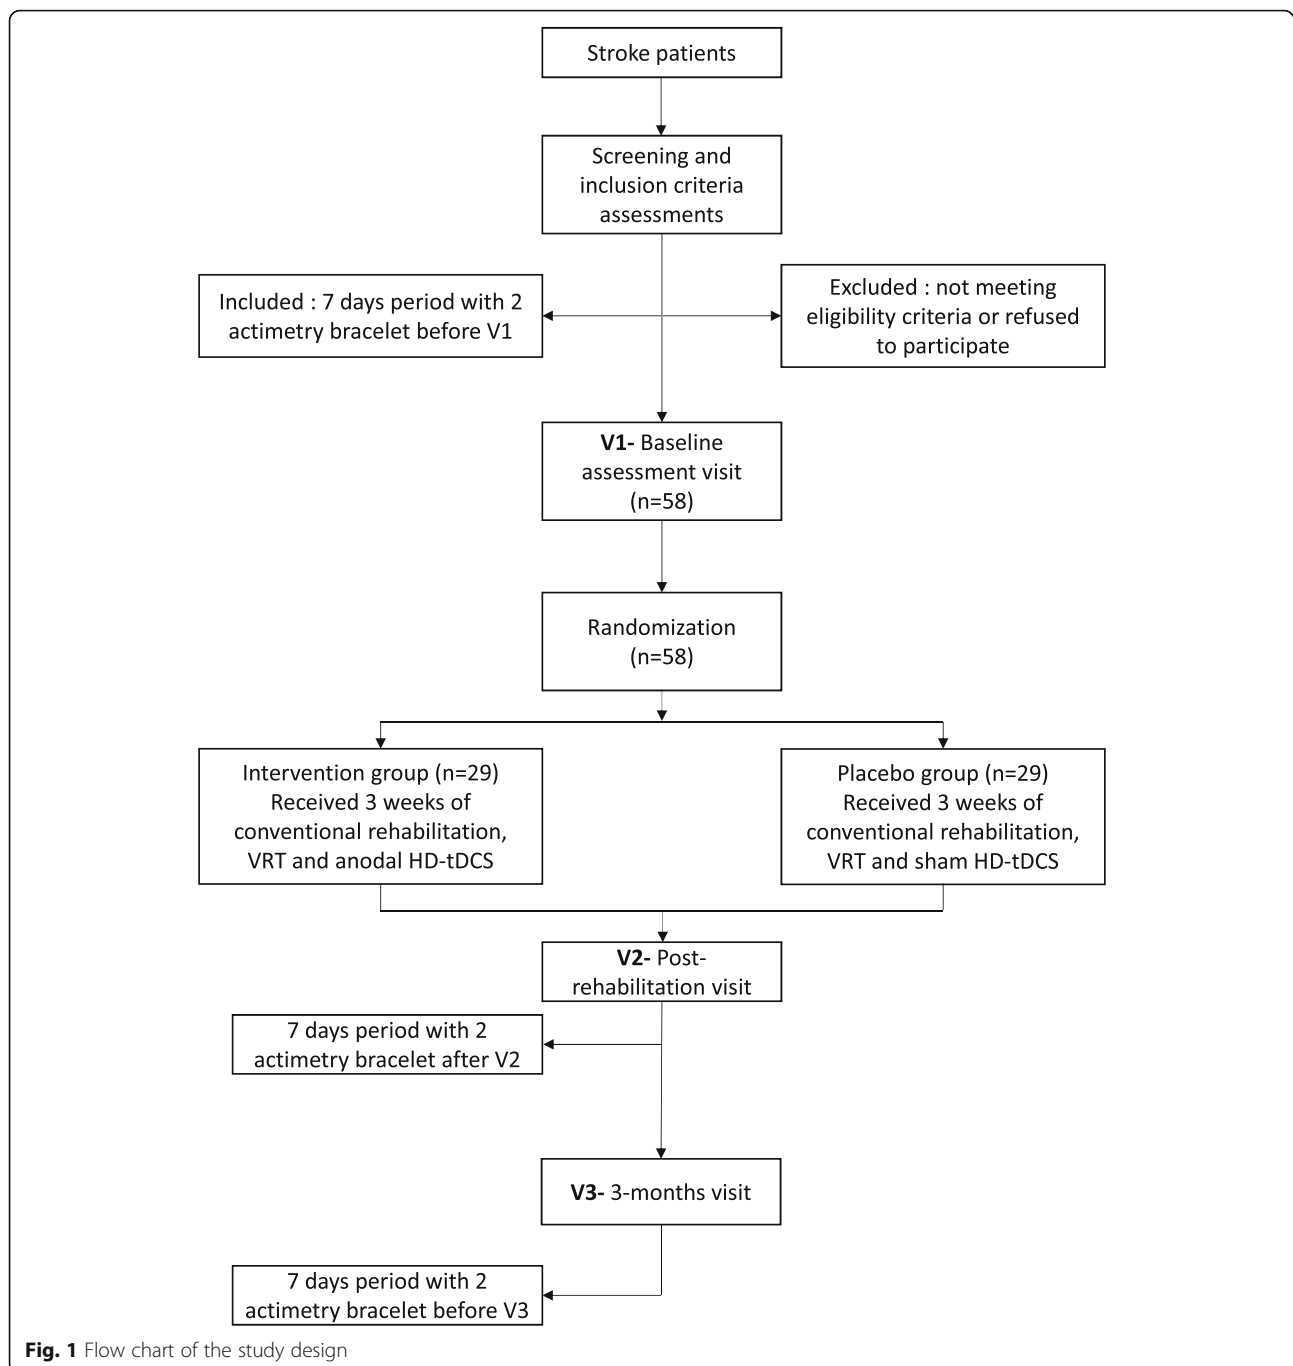 Stroke patients
Screening and
inclusion criteria
assessments
Included : 7 days period with 2
actimetry bracelet before V1
Excluded : not meeting
eligibility criteria or refused
to participate
V1- Baseline
assessment visit
(n=58)
Randomization
(n=58)
Intervention group (n=29)
Received 3 weeks of
conventional rehabilitation,
VRT and anodal HD-tDCS
Placebo group (n=29)
Received 3 weeks of
conventional rehabilitation,
VRT and sham HD-tDCS
V2- Post-
rehabilitation visit
7 days period with 2
actimetry bracelet after V2
V3- 3-months visit
7 days period with 2
actimetry bracelet before V3
Fig. 1 Flow chart of the study design